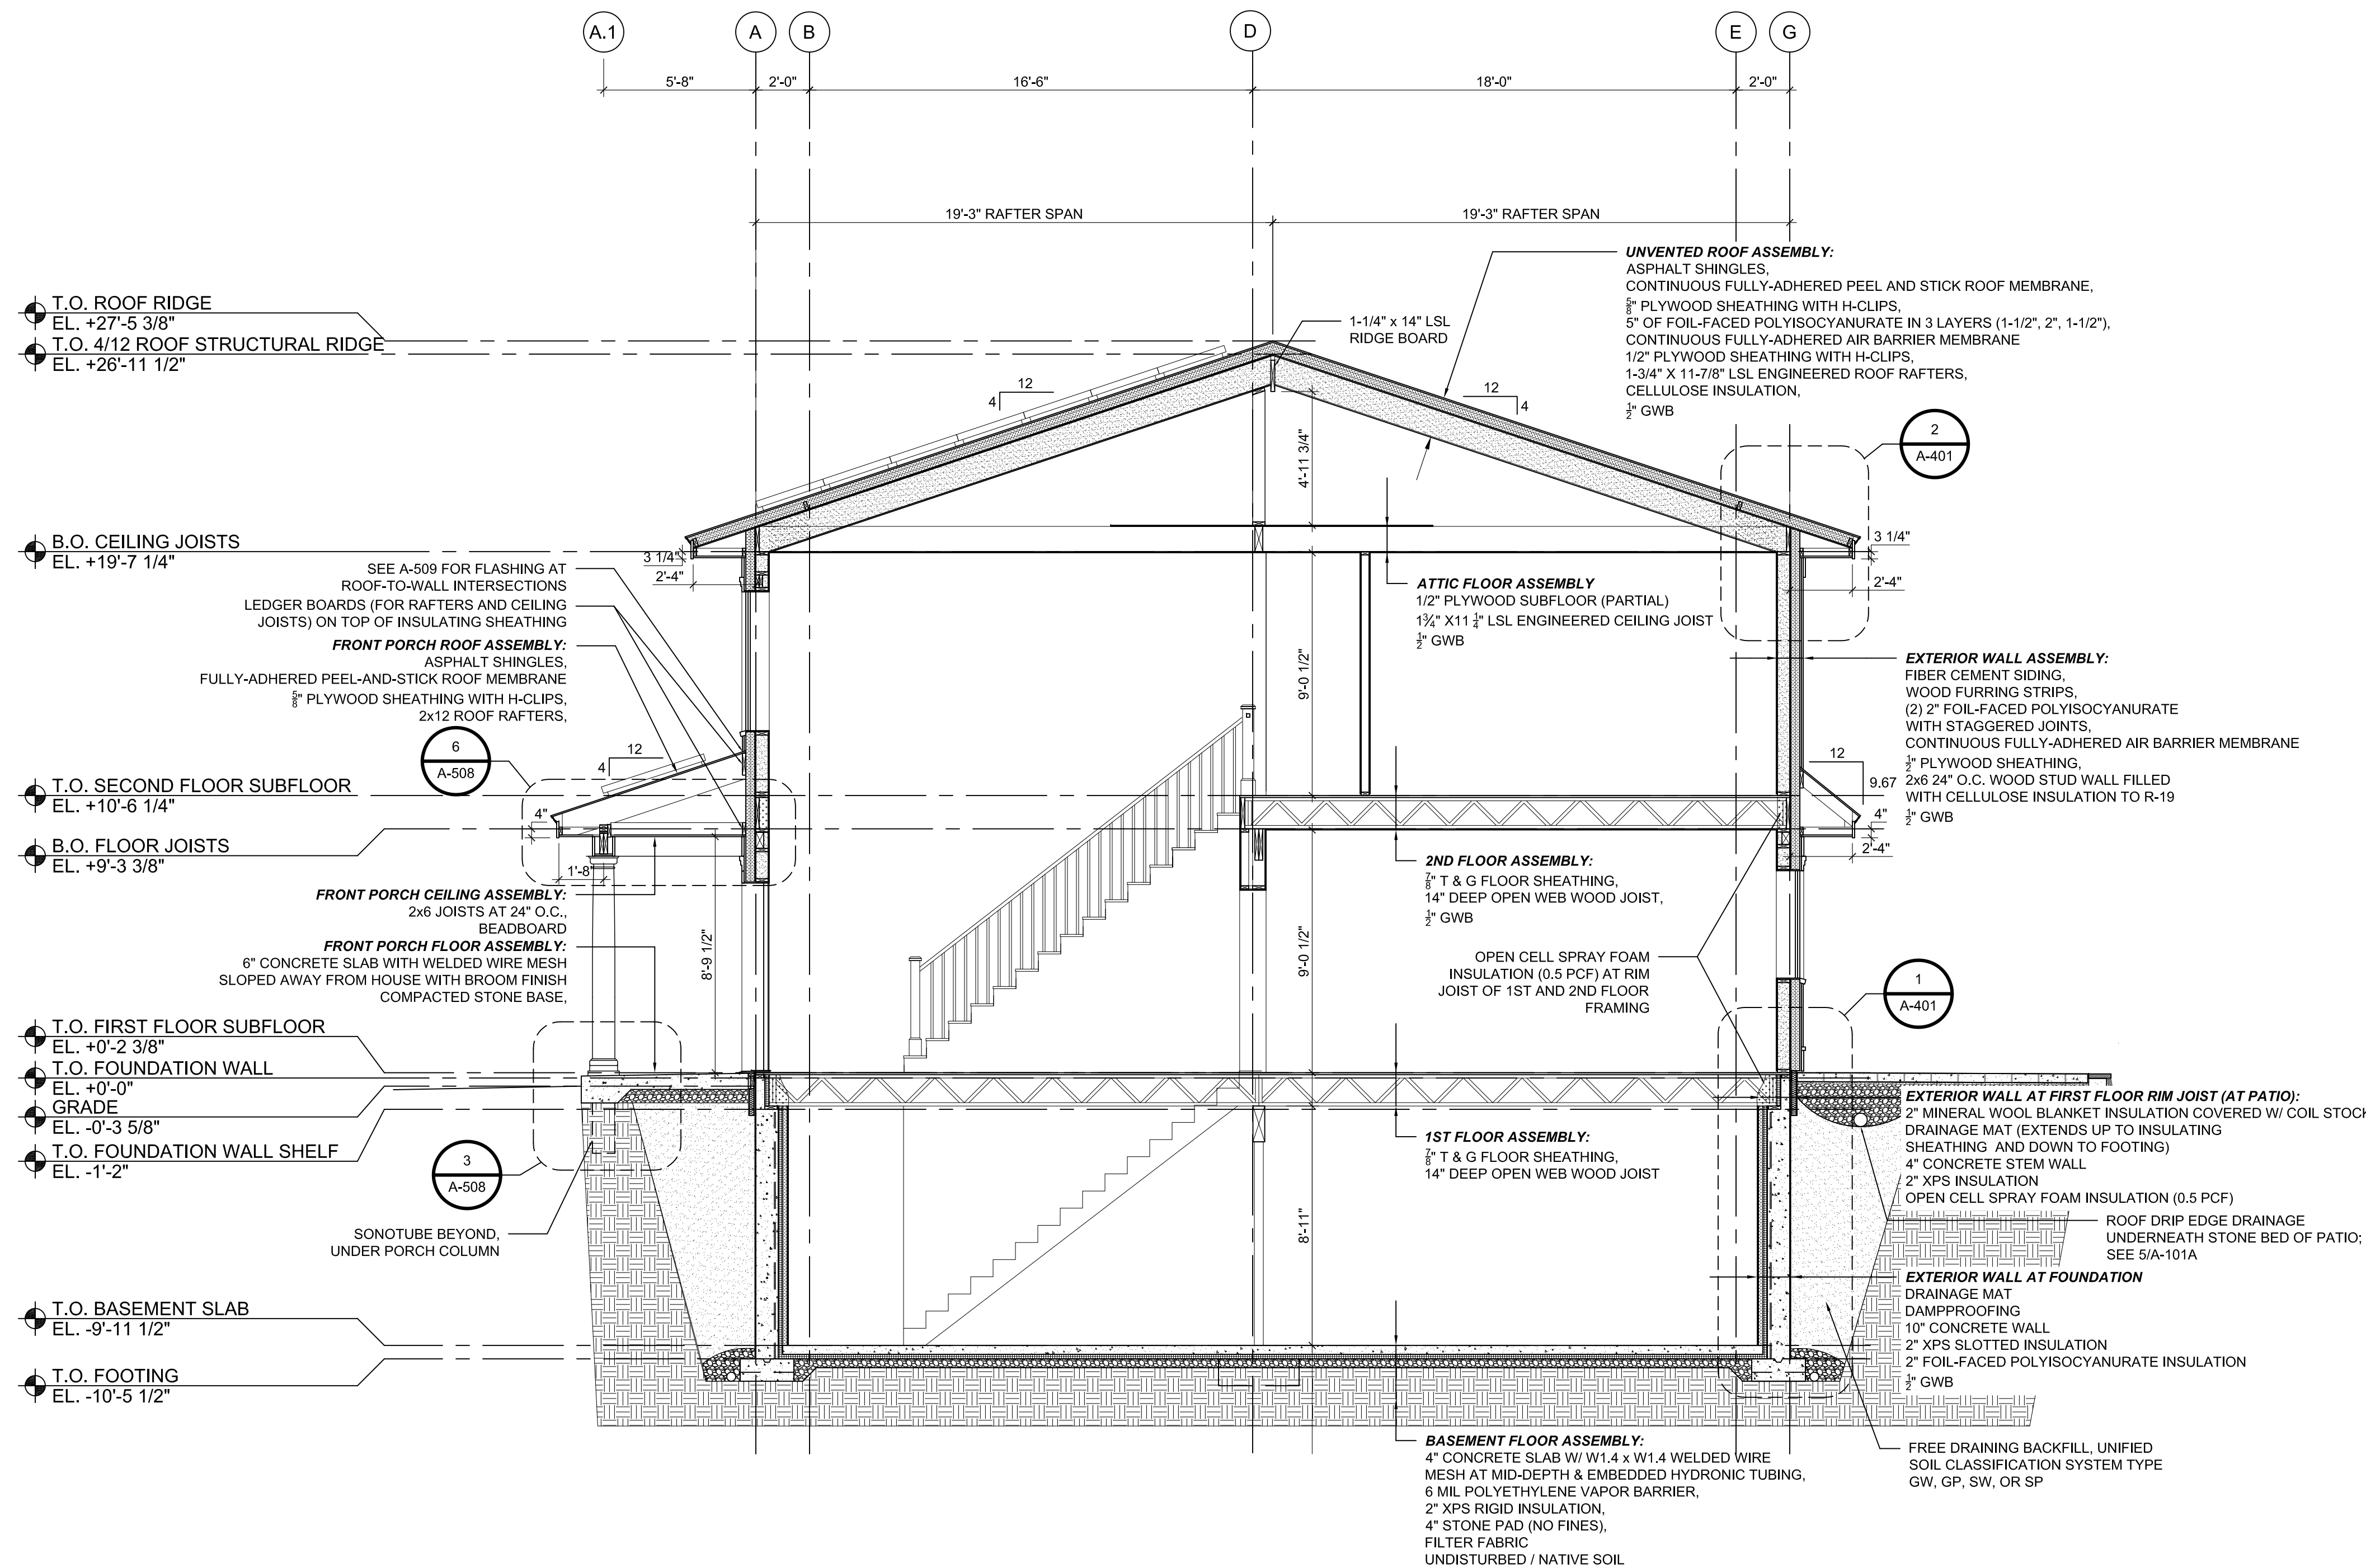 A.1
A
B
D
E
G
5'-8"
2'-0"
16'-6"
18'-0"
2'-0"
19'-3" RAFTER SPAN
19'-3" RAFTER SPAN
T.O. ROOF RIDGE
EL. +27'-5 3/8"
T.O. 4/12 ROOF STRUCTURAL RIDGE
EL. +26'-11 1/2"
B.O. CEILING JOISTS
EL. +19'-7 1/4"
T.O. SECOND FLOOR SUBFLOOR
EL. +10'-6 1/4"
B.O. FLOOR JOISTS
EL. +9'-3 3/8"
T.O. FIRST FLOOR SUBFLOOR
EL. +0'-2 3/8"
T.O. FOUNDATION WALL
EL. +0'-0"
GRADE
EL. -0'-3 5/8"
T.O. FOUNDATION WALL SHELF
EL. -1'-2"
T.O. BASEMENT SLAB
EL. -9'-11 1/2"
T.O. FOOTING
EL. -10'-5 1/2"
SEE A-509 FOR FLASHING AT
ROOF-TO-WALL INTERSECTIONS
LEDGER BOARDS (FOR RAFTERS AND CEILING
JOISTS) ON TOP OF INSULATING SHEATHING
FRONT PORCH ROOF ASSEMBLY:
ASPHALT SHINGLES,
FULLY-ADHERED PEEL-AND-STICK ROOF MEMBRANE
5/8" PLYWOOD SHEATHING WITH H-CLIPS,
2x12 ROOF RAFTERS,
6
A-508
12
4
4"
1'-8"
FRONT PORCH CEILING ASSEMBLY:
2x6 JOISTS AT 24" O.C.,
BEADBOARD
FRONT PORCH FLOOR ASSEMBLY:
6" CONCRETE SLAB WITH WELDED WIRE MESH
SLOPED AWAY FROM HOUSE WITH BROOM FINISH
COMPACTED STONE BASE,
8'-9 1/2"
3
A-508
SONOTUBE BEYOND,
UNDER PORCH COLUMN
3 1/4"
2'-4"
12
4
1-1/4" x 14" LSL
RIDGE BOARD
12
4
4'-11 3/4"
9'-0 1/2"
9'-0 1/2"
8'-11"
UNVENTED ROOF ASSEMBLY:
ASPHALT SHINGLES,
CONTINUOUS FULLY-ADHERED PEEL AND STICK ROOF MEMBRANE,
5/8" PLYWOOD SHEATHING WITH H-CLIPS,
5" OF FOIL-FACED POLYISOCYANURATE IN 3 LAYERS (1-1/2", 2", 1-1/2"),
CONTINUOUS FULLY-ADHERED AIR BARRIER MEMBRANE
1/2" PLYWOOD SHEATHING WITH H-CLIPS,
1-3/4" X 11-7/8" LSL ENGINEERED ROOF RAFTERS,
CELLULOSE INSULATION,
1/2" GWB
2
A-401
3 1/4"
2'-4"
ATTIC FLOOR ASSEMBLY
1/2" PLYWOOD SUBFLOOR (PARTIAL)
1 3/4" X11 1/4" LSL ENGINEERED CEILING JOIST
1/2" GWB
EXTERIOR WALL ASSEMBLY:
FIBER CEMENT SIDING,
WOOD FURRING STRIPS,
(2) 2" FOIL-FACED POLYISOCYANURATE
WITH STAGGERED JOINTS,
CONTINUOUS FULLY-ADHERED AIR BARRIER MEMBRANE
1/2" PLYWOOD SHEATHING,
2x6 24" O.C. WOOD STUD WALL FILLED
WITH CELLULOSE INSULATION TO R-19
1/2" GWB
12
9.67
4"
2'-4"
2ND FLOOR ASSEMBLY:
7/8" T & G FLOOR SHEATHING,
14" DEEP OPEN WEB WOOD JOIST,
1/2" GWB
OPEN CELL SPRAY FOAM
INSULATION (0.5 PCF) AT RIM
JOIST OF 1ST AND 2ND FLOOR
FRAMING
1
A-401
1ST FLOOR ASSEMBLY:
7/8" T & G FLOOR SHEATHING,
14" DEEP OPEN WEB WOOD JOIST
EXTERIOR WALL AT FIRST FLOOR RIM JOIST (AT PATIO):
2" MINERAL WOOL BLANKET INSULATION COVERED W/ COIL STOCK
DRAINAGE MAT (EXTENDS UP TO INSULATING
SHEATHING AND DOWN TO FOOTING)
4" CONCRETE STEM WALL
2" XPS INSULATION
OPEN CELL SPRAY FOAM INSULATION (0.5 PCF)
ROOF DRIP EDGE DRAINAGE
UNDERNEATH STONE BED OF PATIO;
SEE 5/A-101A
EXTERIOR WALL AT FOUNDATION
DRAINAGE MAT
DAMPPROOFING
10" CONCRETE WALL
2" XPS SLOTTED INSULATION
2" FOIL-FACED POLYISOCYANURATE INSULATION
1/2" GWB
FREE DRAINING BACKFILL, UNIFIED
SOIL CLASSIFICATION SYSTEM TYPE
GW, GP, SW, OR SP
BASEMENT FLOOR ASSEMBLY:
4" CONCRETE SLAB W/ W1.4 x W1.4 WELDED WIRE
MESH AT MID-DEPTH & EMBEDDED HYDRONIC TUBING,
6 MIL POLYETHYLENE VAPOR BARRIER,
2" XPS RIGID INSULATION,
4" STONE PAD (NO FINES),
FILTER FABRIC
UNDISTURBED / NATIVE SOIL